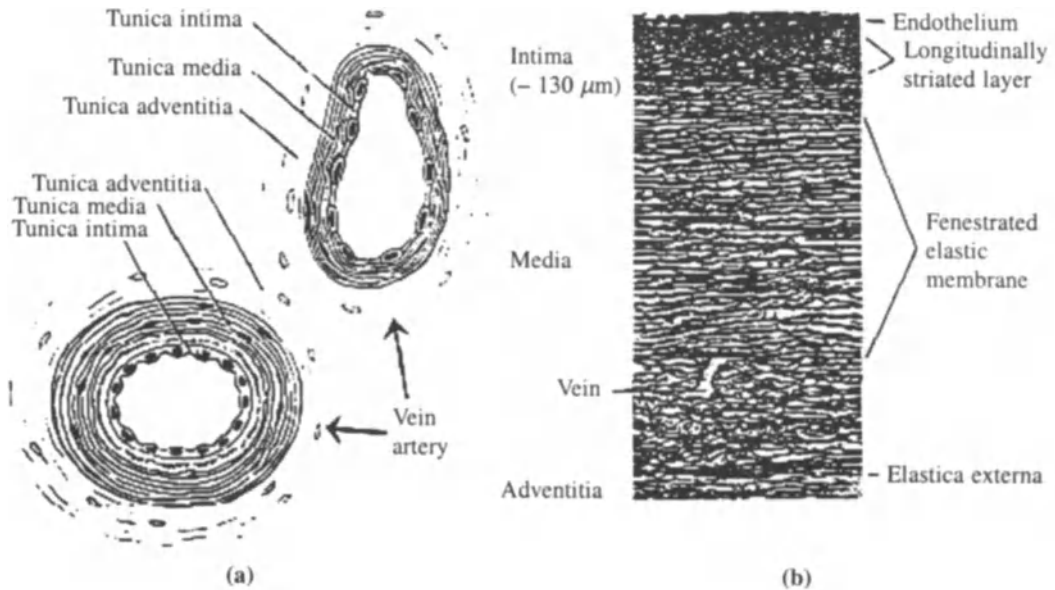 Tunica intima
Tunica media
Tunica adventitia
Tunica adventitia
Tunica media
Tunica intima
Vein
artery
(a)
Intima
(– 130 μm)
Media
Vein
Adventitia
Endothelium
Longitudinally
striated layer
Fenestrated
elastic
membrane
Elastica externa
(b)